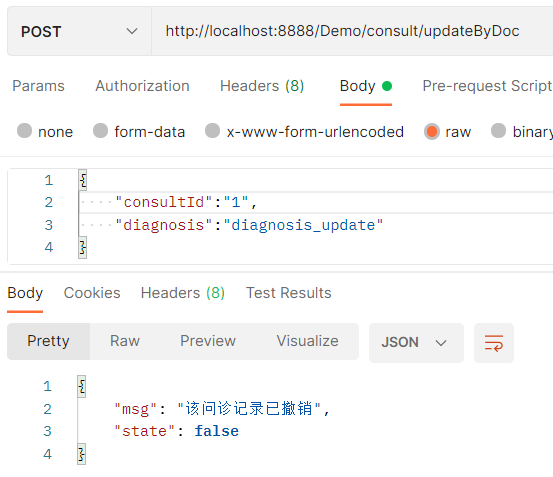 POST http://localhost:8888/Demo/consult/updateByDoc
Params Authorization Headers (8) Body Pre-request Script
none form-data x-www-form-urlencoded raw binary
1 {
2 "consultId":"1",
3 "diagnosis":"diagnosis_update"
4 }
Body Cookies Headers (8) Test Results
Pretty Raw Preview Visualize JSON
1 {
2 "msg": "该问诊记录已撤销",
3 "state": false
4 }